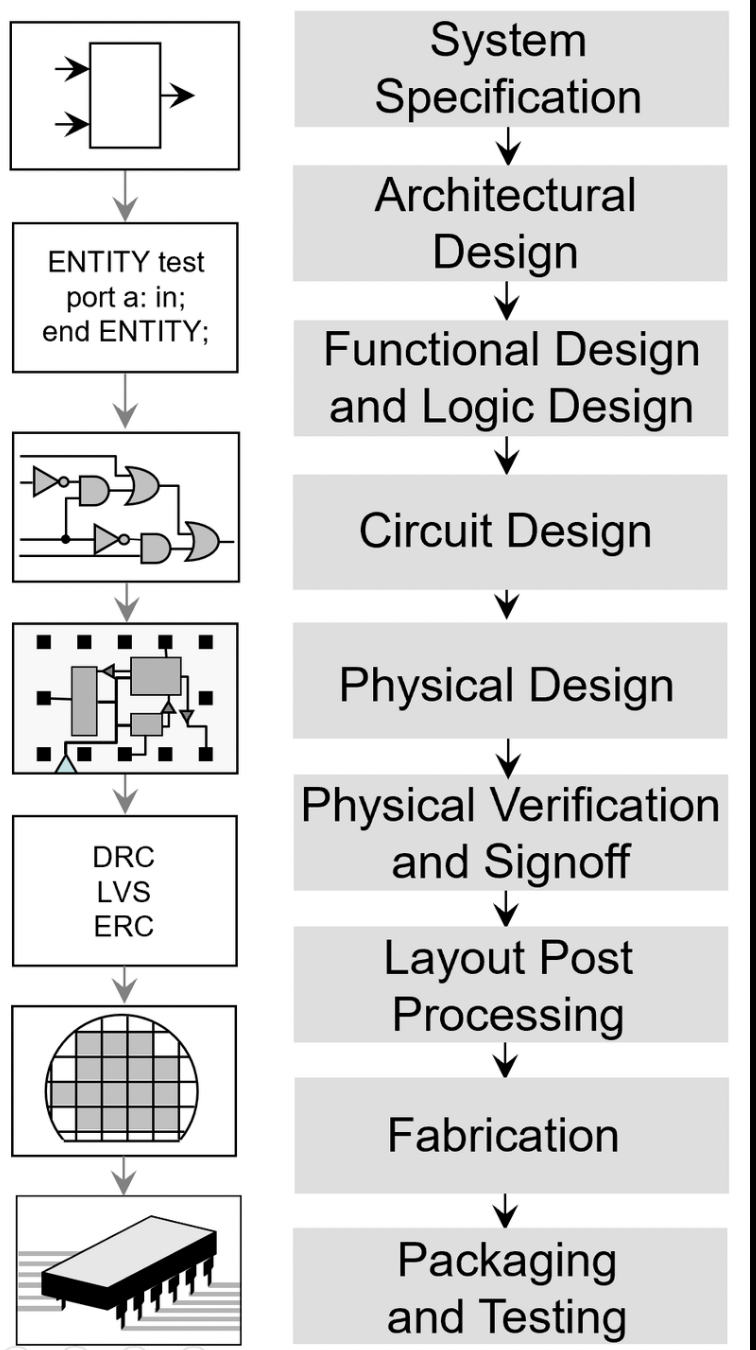 System
Specification
Architectural
Design
ENTITY test
port a: in;
end ENTITY;
Functional Design
and Logic Design
Circuit Design
Physical Design
Physical Verification
and Signoff
DRC
LVS
ERC
Layout Post
Processing
Fabrication
Packaging
and Testing